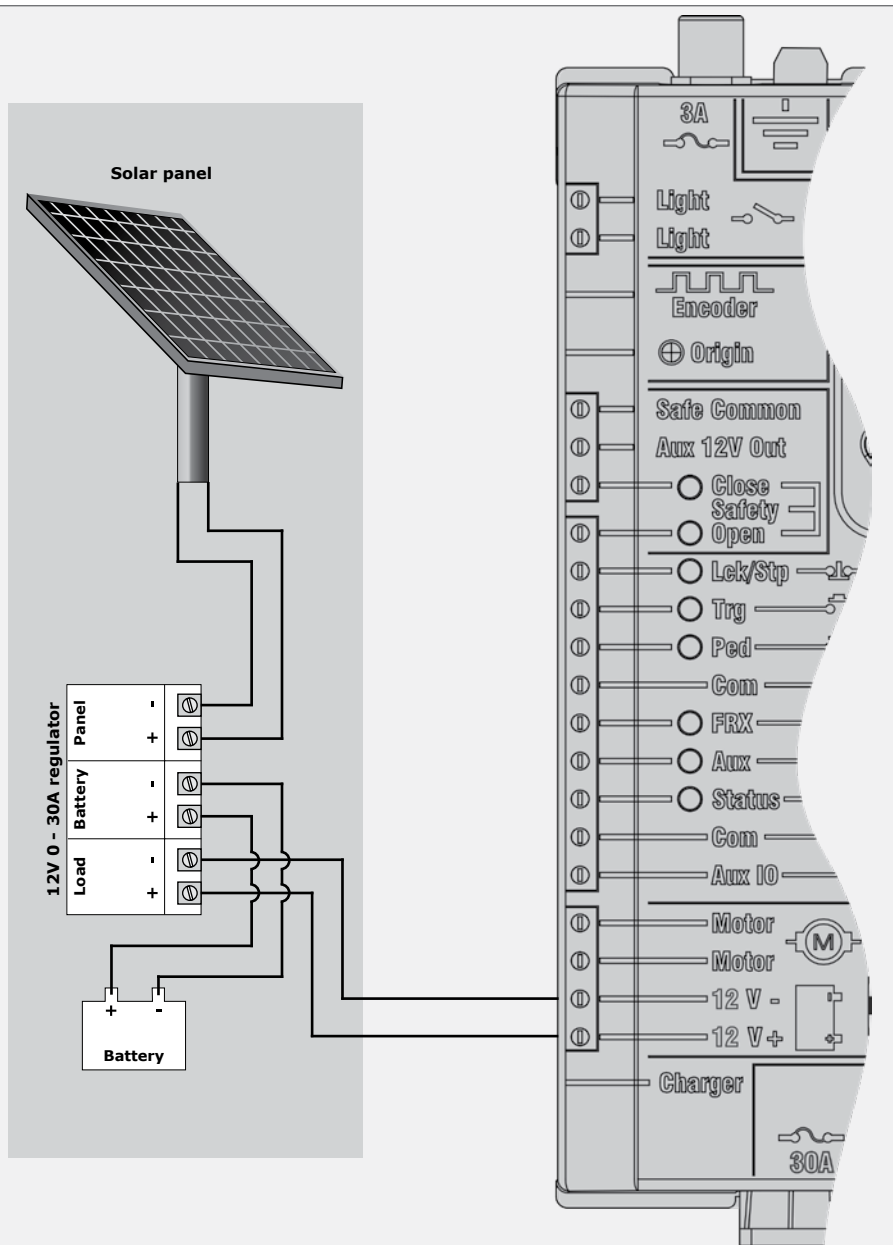 Solar panel
12V 0 - 30A regulator
Panel
-
+
Battery
-
+
Load
-
+
+ -
Battery
3A
Light
Light
Encoder
Origin
Safe Common
Aux 12V Out
Close
Safety
Open
Lck/Stp
Trg
Ped
Com
FRX
Aux
Status
Com
Aux IO
Motor
M
Motor
12 V -
12 V +
Charger
30A